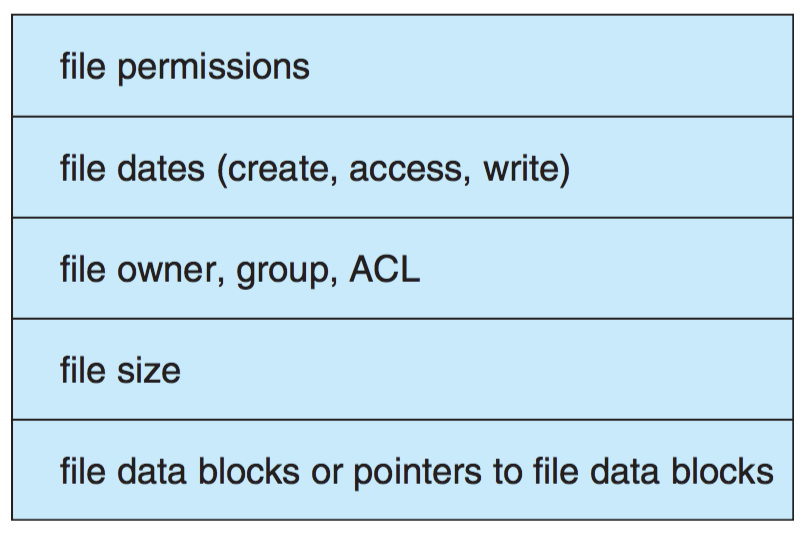 file permissions
file dates (create, access, write)
file owner, group, ACL
file size
file data blocks or pointers to file data blocks